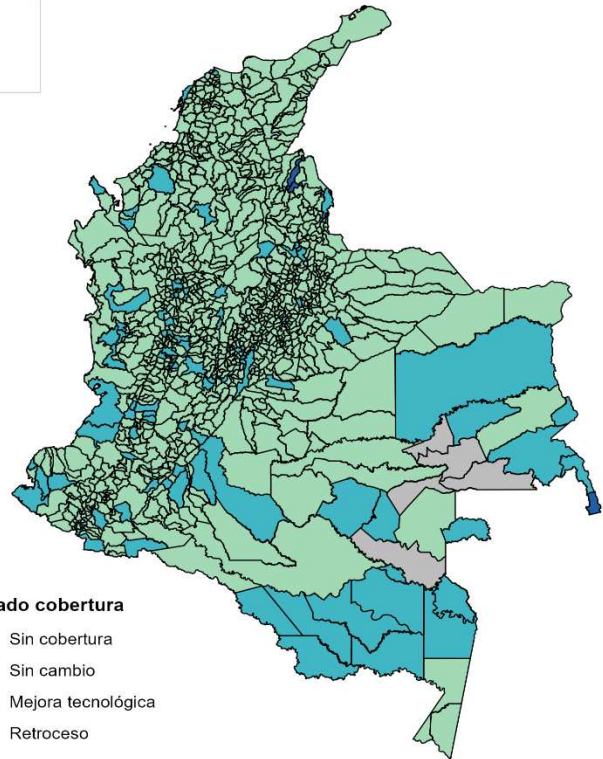 ado cobertura
Sin cobertura
Sin cambio
Mejora tecnológica
Retroceso